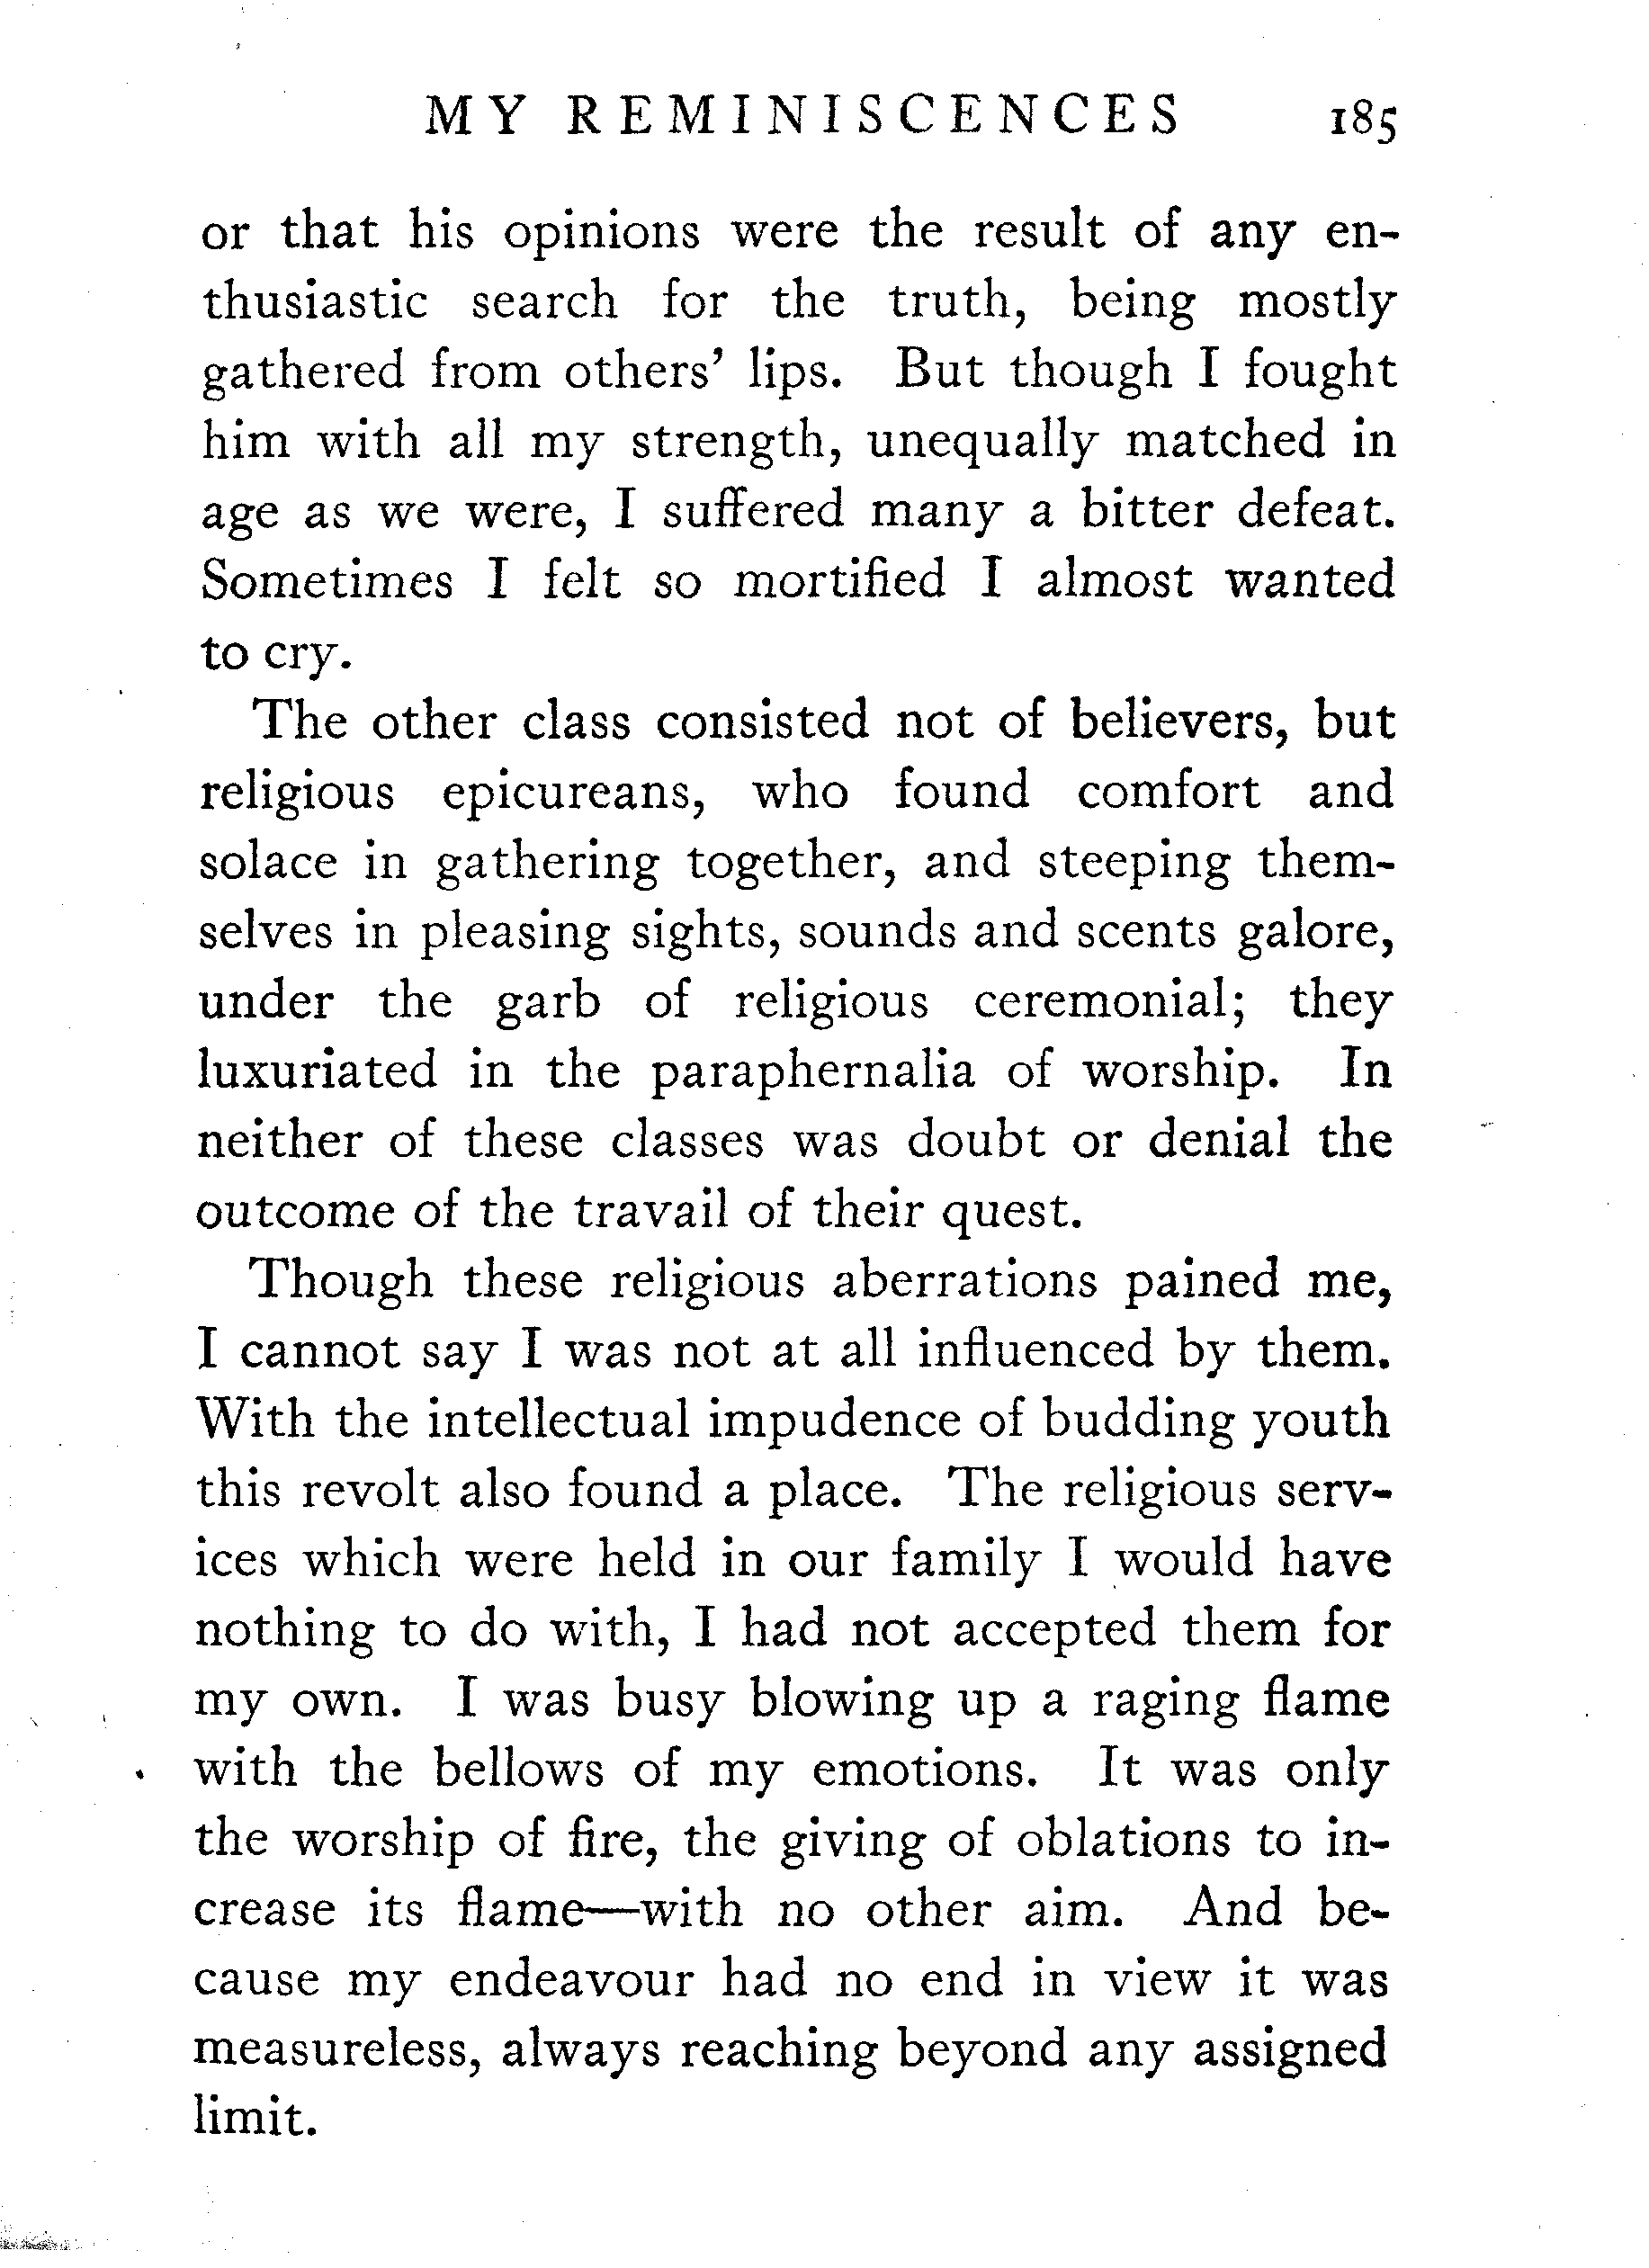 MY REMINISCENCES 185
or that his opinions were the result of any en-
thusiastic search for the truth, being mostly
gathered from others’ lips. But though I fought
him with all my strength, unequally matched in
age as we were, I suffered many a bitter defeat.
Sometimes I felt so mortified I almost wanted
to cry.
The other class consisted not of believers, but
religious epicureans, who found comfort and
solace in gathering together, and steeping them-
selves in pleasing sights, sounds and scents galore,
under the garb of religious ceremonial; they
luxuriated in the paraphernalia of worship. In
neither of these classes was doubt or denial the
outcome of the travail of their quest.
Though these religious aberrations pained me,
I cannot say I was not at all influenced by them.
With the intellectual impudence of budding youth
this revolt also found a place. The religious serv-
ices which were held in our family I would have
nothing to do with, I had not accepted them for
my own. I was busy blowing up a raging flame
with the bellows of my emotions. It was only
the worship of fire, the giving of oblations to in-
crease its flame—with no other aim. And be-
cause my endeavour had no end in view it was
measureless, always reaching beyond any assigned
limit.